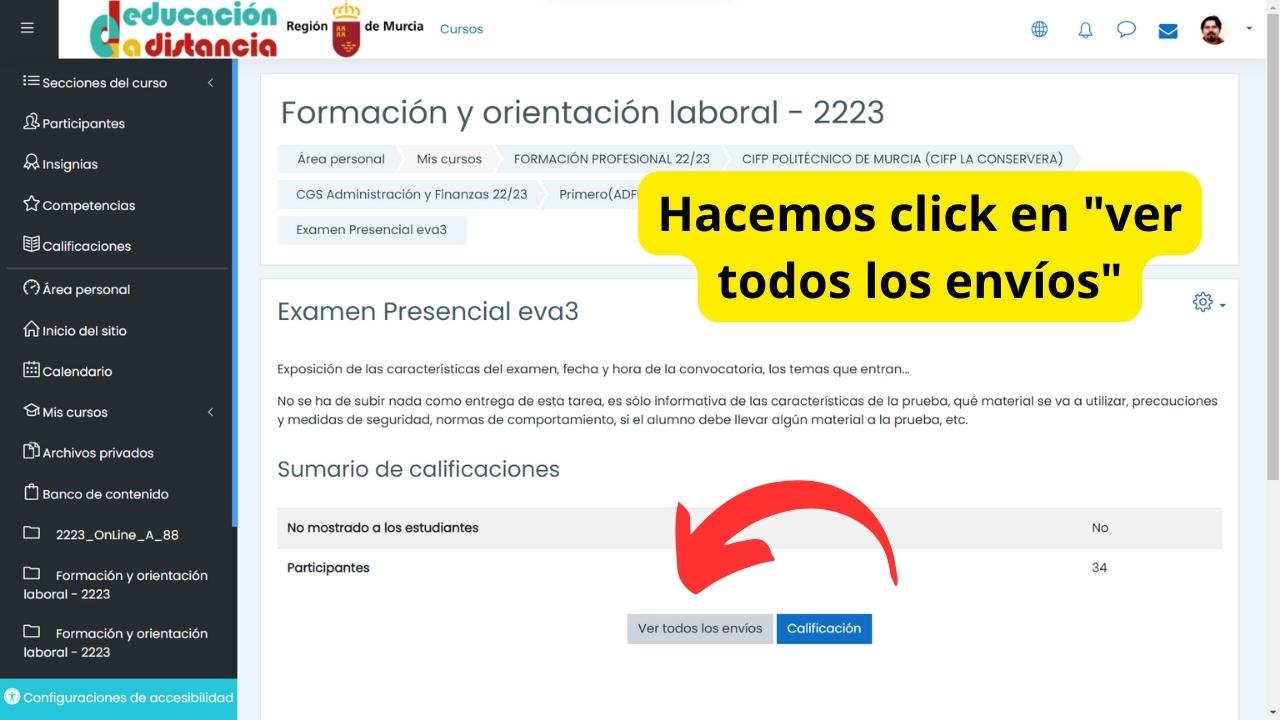 educación
a distancia
Región de Murcia
Cursos
Secciones del curso
Participantes
Insignias
Competencias
Calificaciones
Área personal
Inicio del sitio
Calendario
Mis cursos
Archivos privados
Banco de contenido
2223_OnLine_A_88
Formación y orientación
laboral - 2223
Formación y orientación
laboral - 2223
Configuraciones de accesibilidad
Formación y orientación laboral - 2223
Área personal
Mis cursos
FORMACIÓN PROFESIONAL 22/23
CIFP POLITÉCNICO DE MURCIA (CIFP LA CONSERVERA)
CGS Administración y Finanzas 22/23
Primero(ADF
Examen Presencial eva3
Hacemos click en "ver
todos los envíos"
Examen Presencial eva3
Exposición de las características del examen, fecha y hora de la convocatoria, los temas que entran...
No se ha de subir nada como entrega de esta tarea, es sólo informativa de las características de la prueba, qué material se va a utilizar, precauciones
y medidas de seguridad, normas de comportamiento, si el alumno debe llevar algún material a la prueba, etc.
Sumario de calificaciones
No mostrado a los estudiantes No
Participantes 34
Ver todos los envíos
Calificación